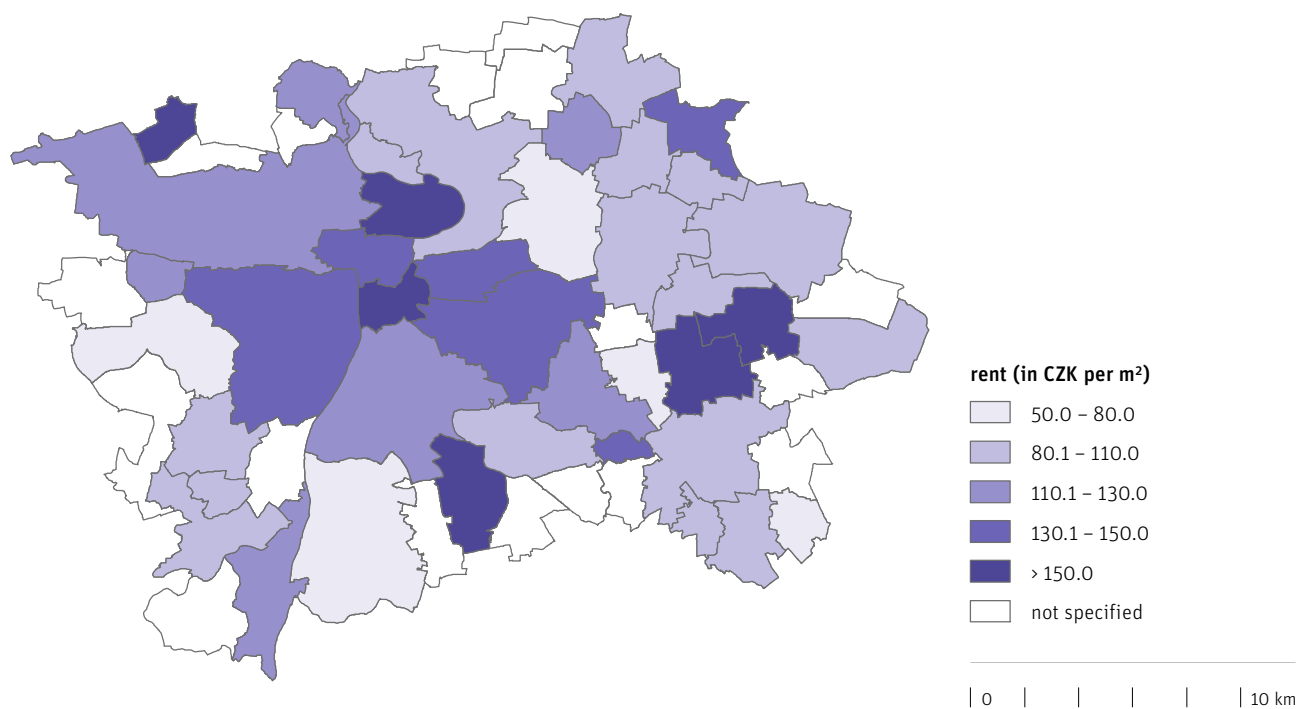 rent (in CZK per m²)
50.0 – 80.0
80.1 – 110.0
110.1 – 130.0
130.1 – 150.0
> 150.0
not specified
0 10 km